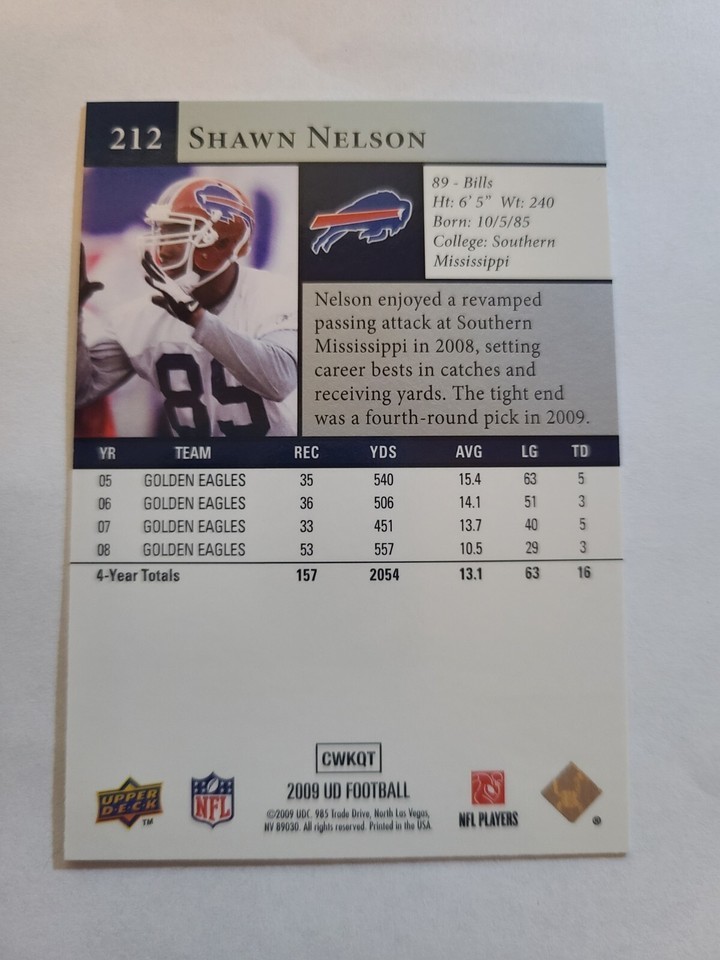 212 SHAWN NELSON
89 - Bills
Ht: 6' 5" Wt: 240
Born: 10/5/85
College: Southern
Mississippi
Nelson enjoyed a revamped
passing attack at Southern
Mississippi in 2008, setting
career bests in catches and
receiving yards. The tight end
was a fourth-round pick in 2009.
89
YR TEAM REC YDS AVG LG TD
05 GOLDEN EAGLES 35 540 15.4 63 5
06 GOLDEN EAGLES 36 506 14.1 51 3
07 GOLDEN EAGLES 33 451 13.7 40 5
08 GOLDEN EAGLES 53 557 10.5 29 3
4-Year Totals 157 2054 13.1 63 16
CWKQT
2009 UD FOOTBALL
©2009 UDC. 985 Trade Drive, North Las Vegas,
NV 89030. All rights reserved. Printed in the USA.
UPPER
DECK
TM
NFL
NFL PLAYERS
®